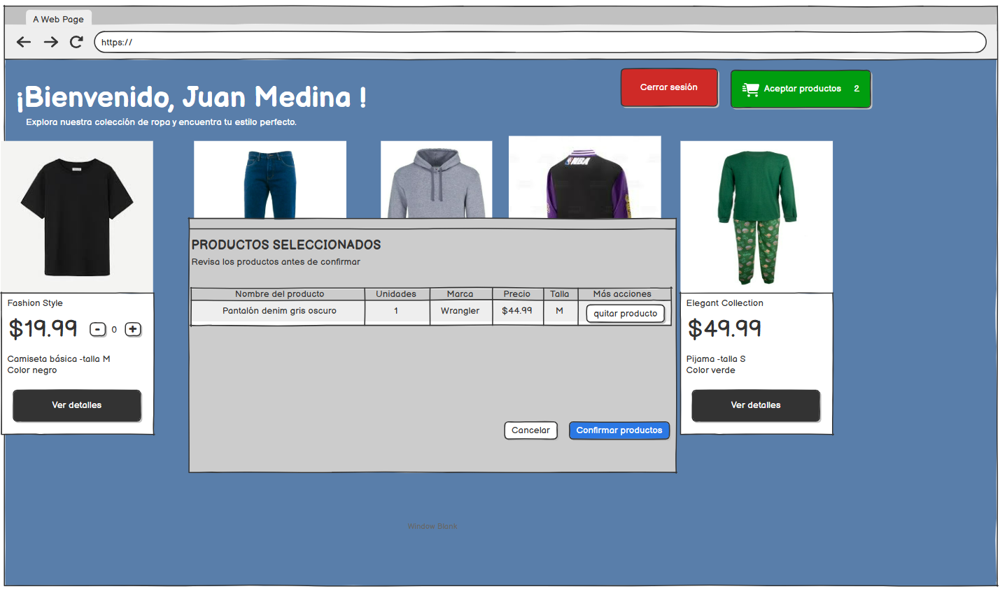 A Web Page
https://
¡Bienvenido, Juan Medina !
Explora nuestra colección de ropa y encuentra tu estilo perfecto.
Cerrar sesión
Aceptar productos 2
NBA
PRODUCTOS SELECCIONADOS
Revisa los productos antes de confirmar
Nombre del producto Unidades Marca Precio Talla Más acciones
Pantalón denim gris oscuro 1 Wrangler $44.99 M quitar producto
Cancelar Confirmar productos
Fashion Style
$19.99 - 0 +
Camiseta básica -talla M
Color negro
Ver detalles
Elegant Collection
$49.99
Pijama -talla S
Color verde
Ver detalles
Window Blank